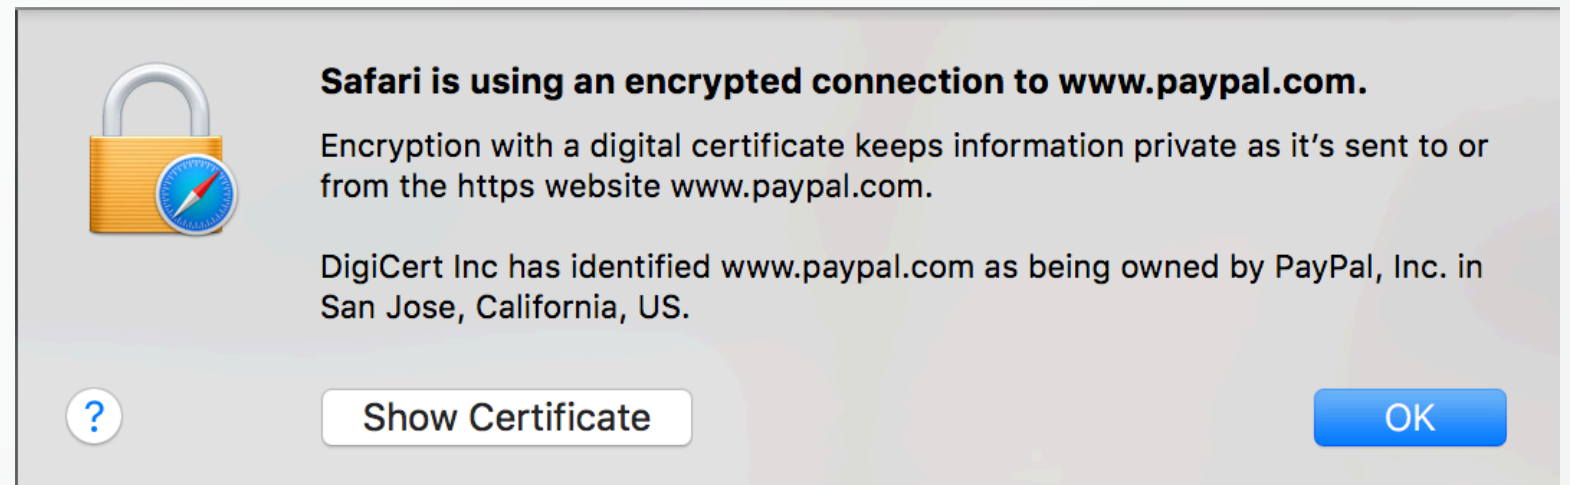 Safari is using an encrypted connection to www.paypal.com.
Encryption with a digital certificate keeps information private as it’s sent to or
from the https website www.paypal.com.
DigiCert Inc has identified www.paypal.com as being owned by PayPal, Inc. in
San Jose, California, US.
? Show Certificate OK